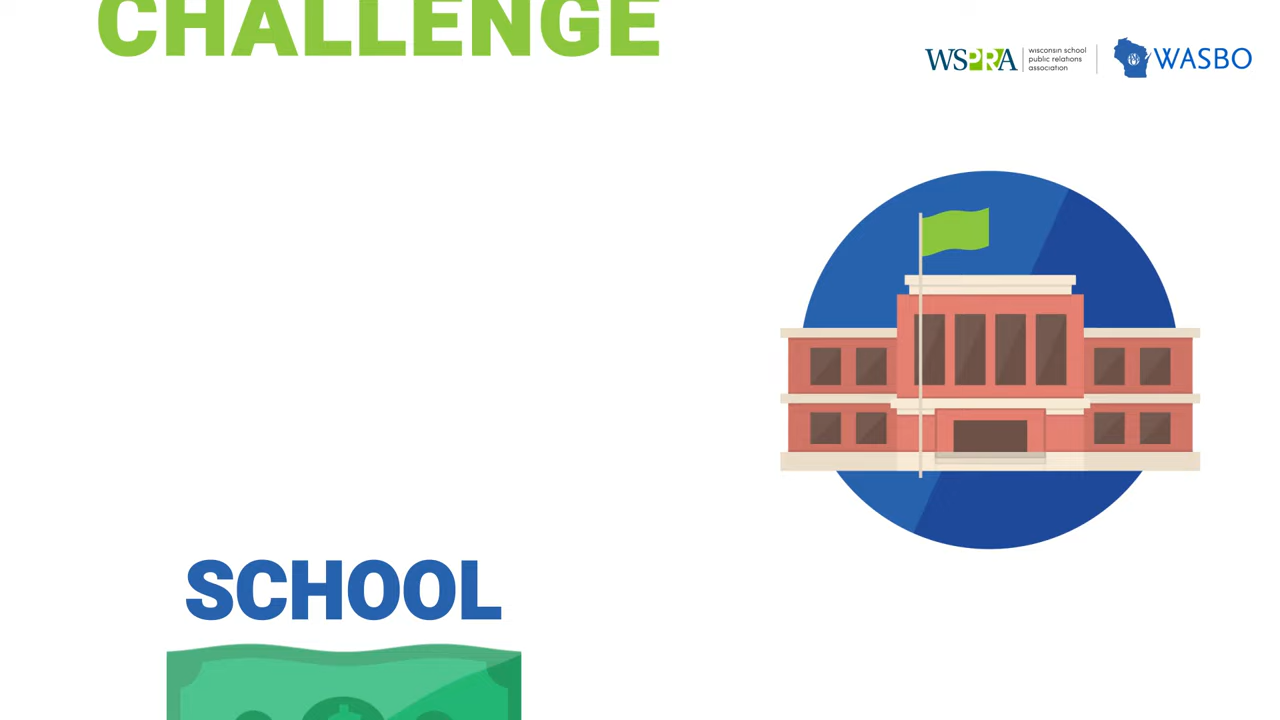 CHALLENGE
WSPRA
wisconsin school
public relations
association
WASBO
SCHOOL
$